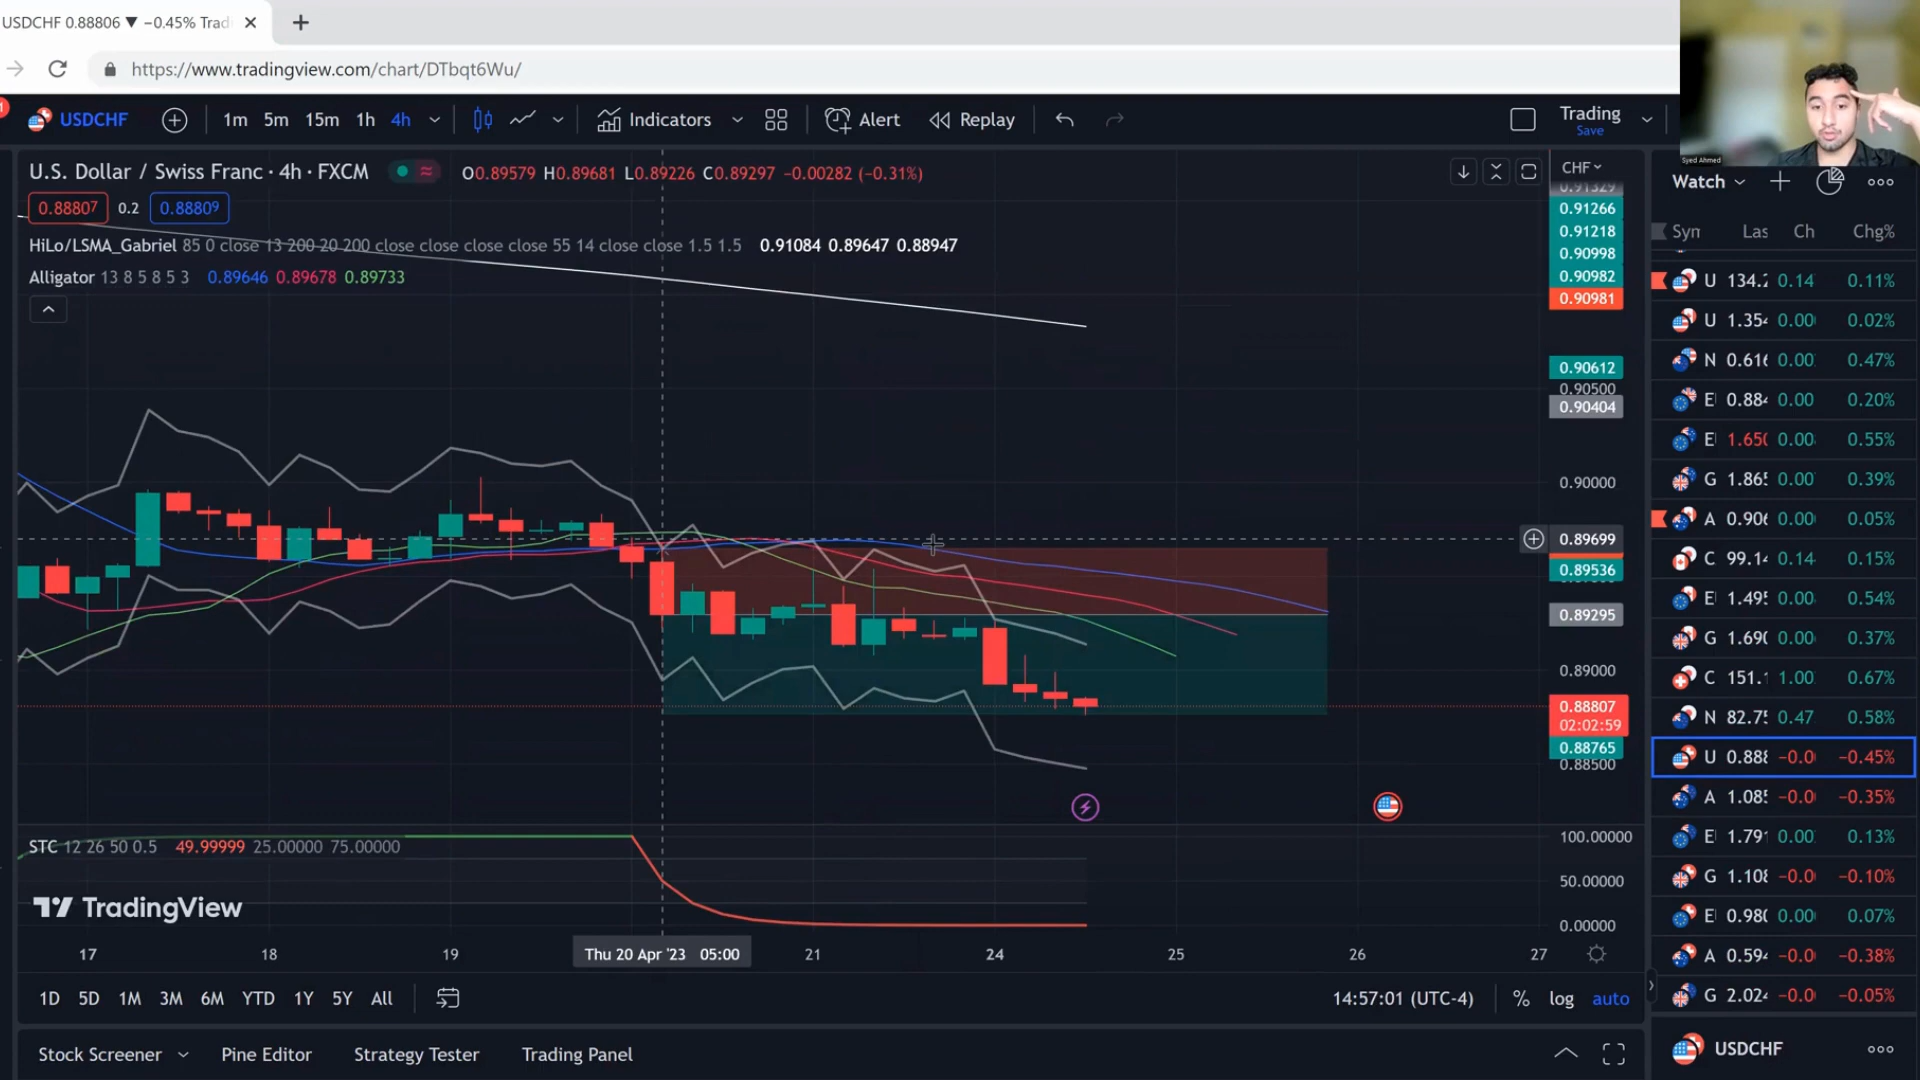 USDCHF 0.88806 ▼ −0.45% Trad
https://www.tradingview.com/chart/DTbqt6Wu/
USDCHF 1m 5m 15m 1h 4h Indicators Alert Replay Trading
Save
Syed Ahmed
U.S. Dollar / Swiss Franc · 4h · FXCM O0.89579 H0.89681 L0.89226 C0.89297 −0.00282 (−0.31%)
0.88807 0.2 0.88809
HiLo/LSMA_Gabriel 85 0 close 13 200 20 200 close close close close 55 14 close close 1.5 1.5 0.91084 0.89647 0.88947
Alligator 13 8 5 8 5 3 0.89646 0.89678 0.89733
CHF
0.91329
0.91266
0.91218
0.90998
0.90982
0.90981
0.90612
0.90500
0.90404
0.90000
0.89699
0.89536
0.89295
0.89000
0.88807
02:02:59
0.88765
0.88500
STC 12 26 50 0.5 49.99999 25.00000 75.00000
100.00000
50.00000
0.00000
TradingView
17 18 19 Thu 20 Apr '23 05:00 21 24 25 26 27
1D 5D 1M 3M 6M YTD 1Y 5Y All 14:57:01 (UTC-4) % log auto
Stock Screener Pine Editor Strategy Tester Trading Panel
Watch
Syn Las Ch Chg%
U 134.2 0.14 0.11%
U 1.354 0.00 0.02%
N 0.616 0.00 0.47%
E 0.884 0.00 0.20%
E 1.650 0.00 0.55%
G 1.865 0.00 0.39%
A 0.906 0.00 0.05%
C 99.14 0.14 0.15%
E 1.495 0.00 0.54%
G 1.690 0.00 0.37%
C 151.1 1.00 0.67%
N 82.75 0.47 0.58%
U 0.888 −0.0 −0.45%
A 1.085 −0.0 −0.35%
E 1.791 0.00 0.13%
G 1.108 −0.0 −0.10%
E 0.980 0.00 0.07%
A 0.594 −0.0 −0.38%
G 2.024 −0.0 −0.05%
USDCHF